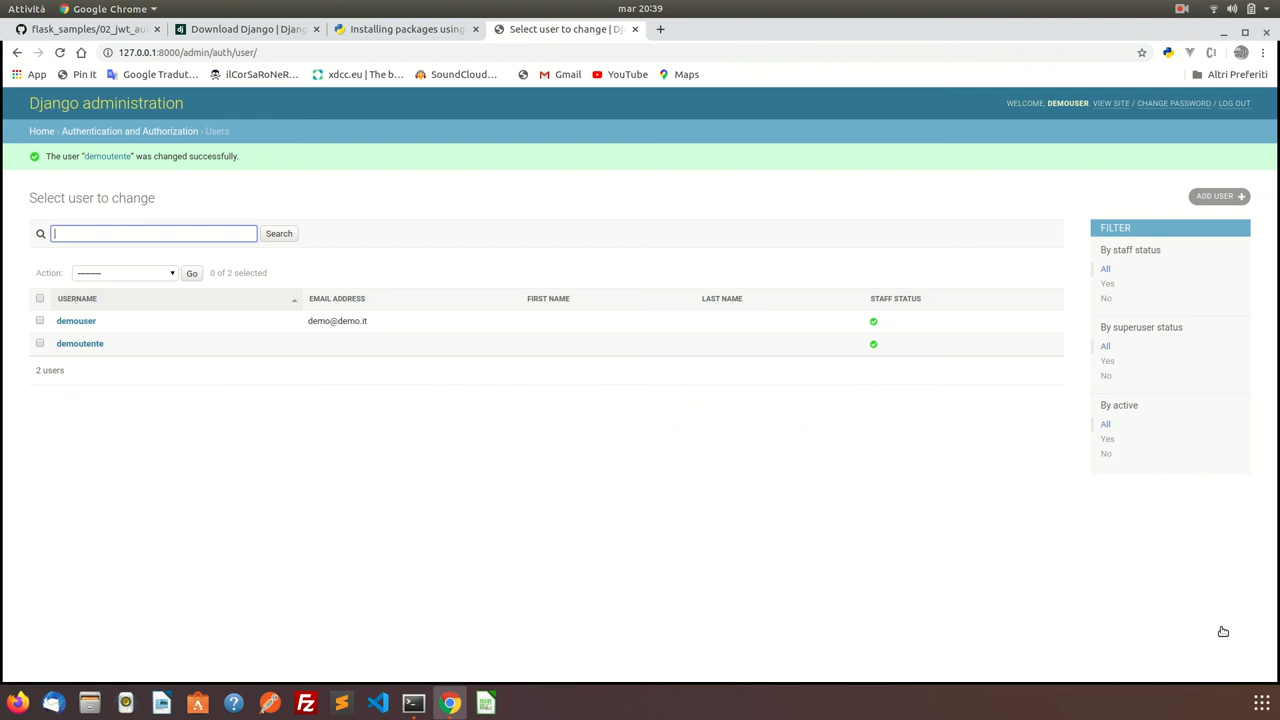 Attività
Google Chrome
mar 20:39
flask_samples/02_jwt_au
Download Django | Djang
Installing packages using
Select user to change | Dj
127.0.0.1:8000/admin/auth/user/
App
Pin It
Google Tradut...
ilCorSaRoNeR...
xdcc.eu | The b...
SoundCloud...
Gmail
YouTube
Maps
Altri Preferiti
Django administration
WELCOME, DEMOUSER. VIEW SITE / CHANGE PASSWORD / LOG OUT
Home › Authentication and Authorization › Users
The user "demoutente" was changed successfully.
Select user to change
ADD USER
Search
Action:
---------
Go
0 of 2 selected
USERNAME
EMAIL ADDRESS
FIRST NAME
LAST NAME
STAFF STATUS
demouser
demo@demo.it
demoutente
2 users
FILTER
By staff status
All
Yes
No
By superuser status
All
Yes
No
By active
All
Yes
No